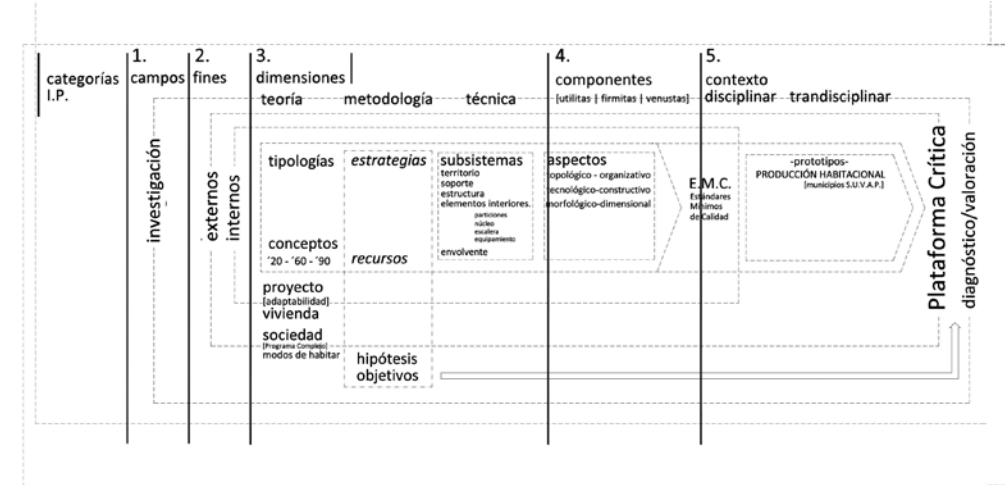 categorías
I.P.
1.
campos
2.
fines
3.
dimensiones
teoría
metodología
técnica
4.
componentes
[utilitas | firmitas | venustas]
5.
contexto
disciplinar
trandisciplinar
investigación
externos
internos
tipologías
conceptos
´20 - ´60 - ´90
proyecto
[adaptabilidad]
vivienda
sociedad
[Programa Complejo]
modos de habitar
estrategias
recursos
hipótesis
objetivos
subsistemas
territorio
soporte
estructura
elementos interiores.
particiones
núcleo
escalera
equipamiento
envolvente
aspectos
topológico - organizativo
tecnológico-constructivo
morfológico-dimensional
E.M.C.
Estándares
Mínimos
de Calidad
-prototipos-
PRODUCCIÓN HABITACIONAL
[municipios S.U.V.A.P.]
Plataforma Crítica
diagnóstico/valoración